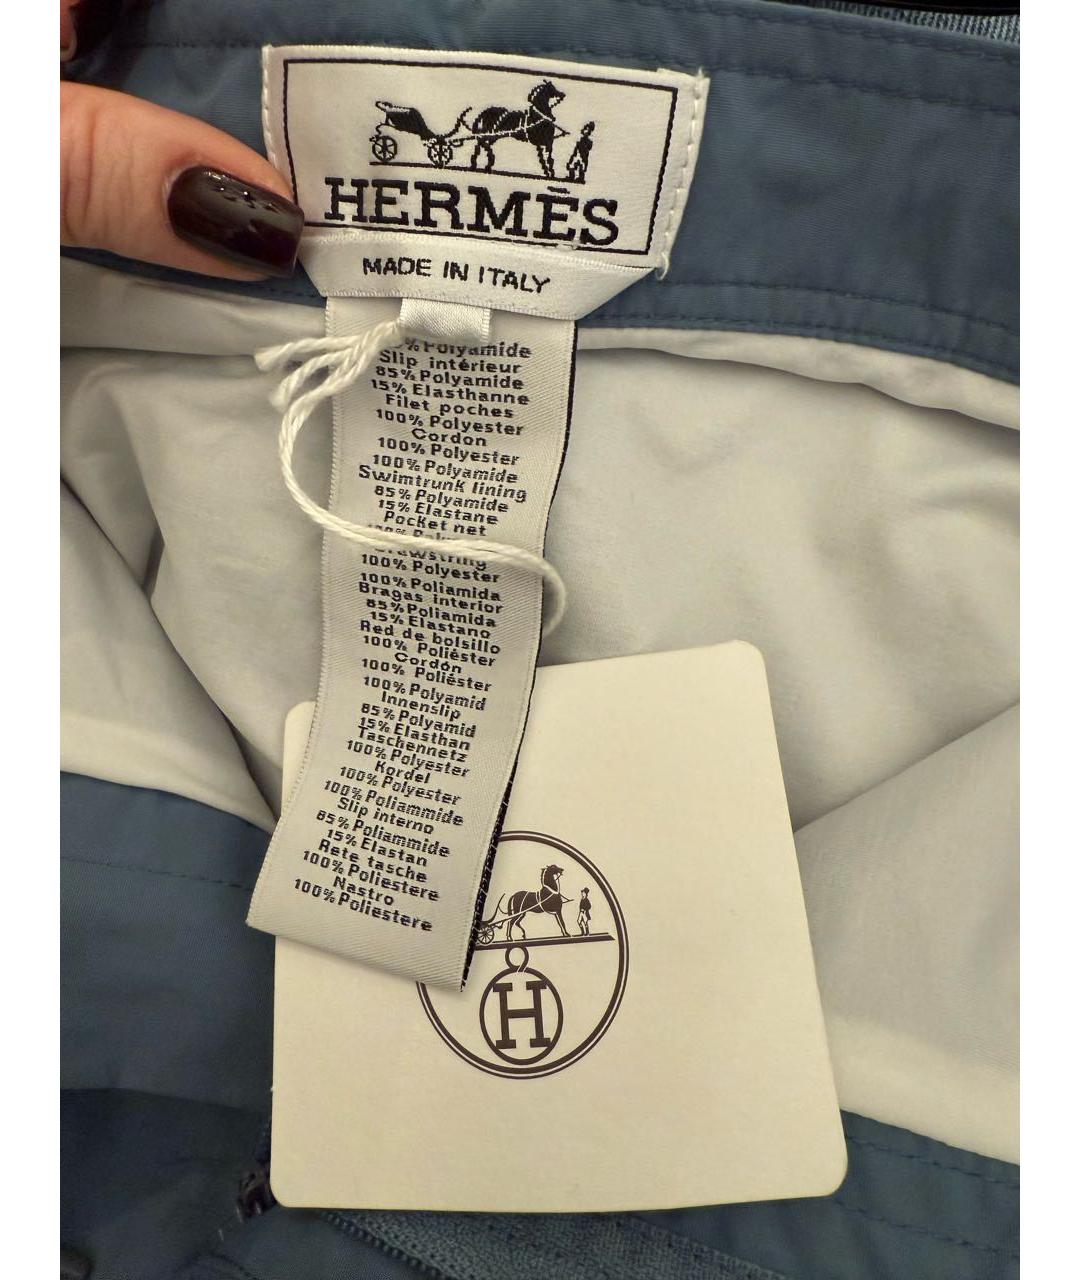 HERMĒS
MADE IN ITALY
% Polyamide
Slip intérieur
85% Polyamide
15% Elasthanne
Filet poches
100% Polyester
Cordon
100% Polyester
100% Polyamide
Swimtrunk lining
85% Polyamide
15% Elastane
Pocket net
Drawstring
100% Polyester
100% Poliamida
Bragas interior
85% Poliamida
15% Elastano
Red de bolsillo
100% Poliéster
Cordón
100% Poliéster
100% Polyamid
Innenslip
85% Polyamid
15% Elasthan
Taschennetz
100% Polyester
Kordel
100% Polyester
100% Poliammide
Slip interno
85% Poliammide
15% Elastan
Rete tasche
100% Poliestere
Nastro
100% Poliestere
H